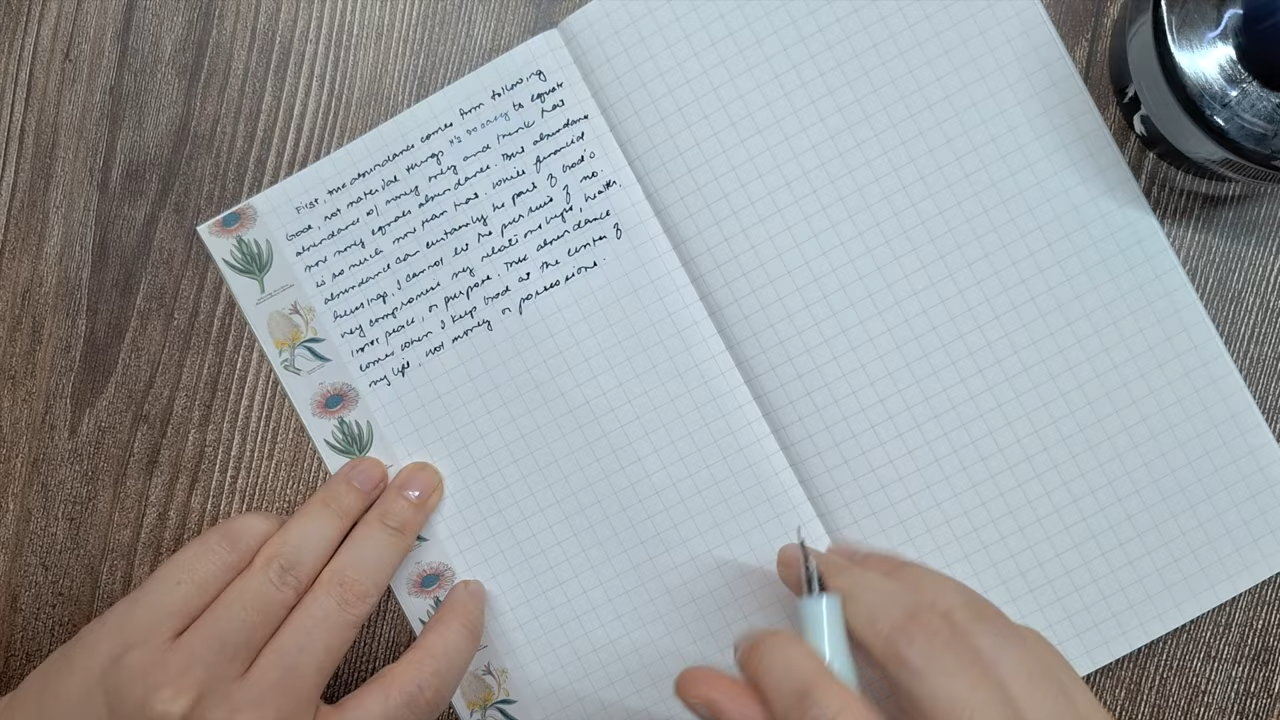 First, true abundance comes from following
God, not material things. It's so easy to equate
abundance w/ money only and think that
more money equals abundance. But abundance
is so much more than that. While financial
abundance can certainly be part of God's
blessings, I cannot let the pursuit of
my compromise my relationships, health,
inner peace, or purpose. True abundance
comes when I keep God at the center of
my life, not money or possessions.